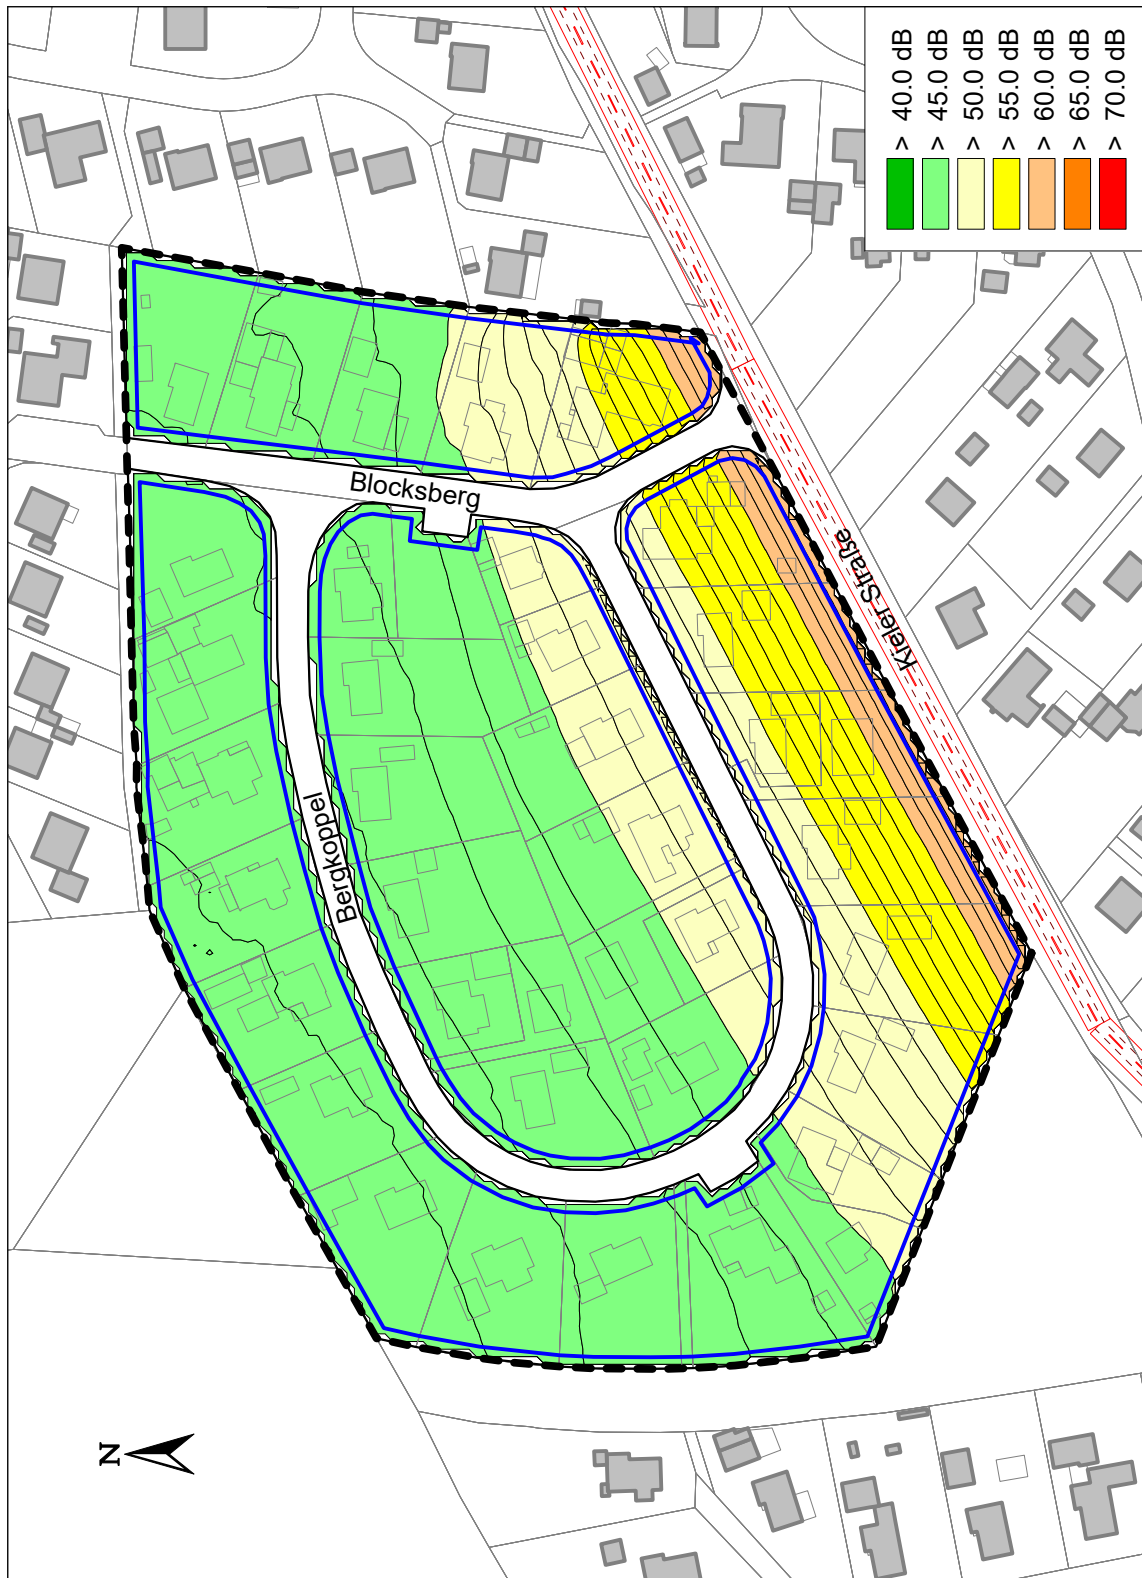 > 40.0 dB
> 45.0 dB
> 50.0 dB
> 55.0 dB
> 60.0 dB
> 65.0 dB
> 70.0 dB
Blocksberg
Kieler Straße
Bergkoppel
N